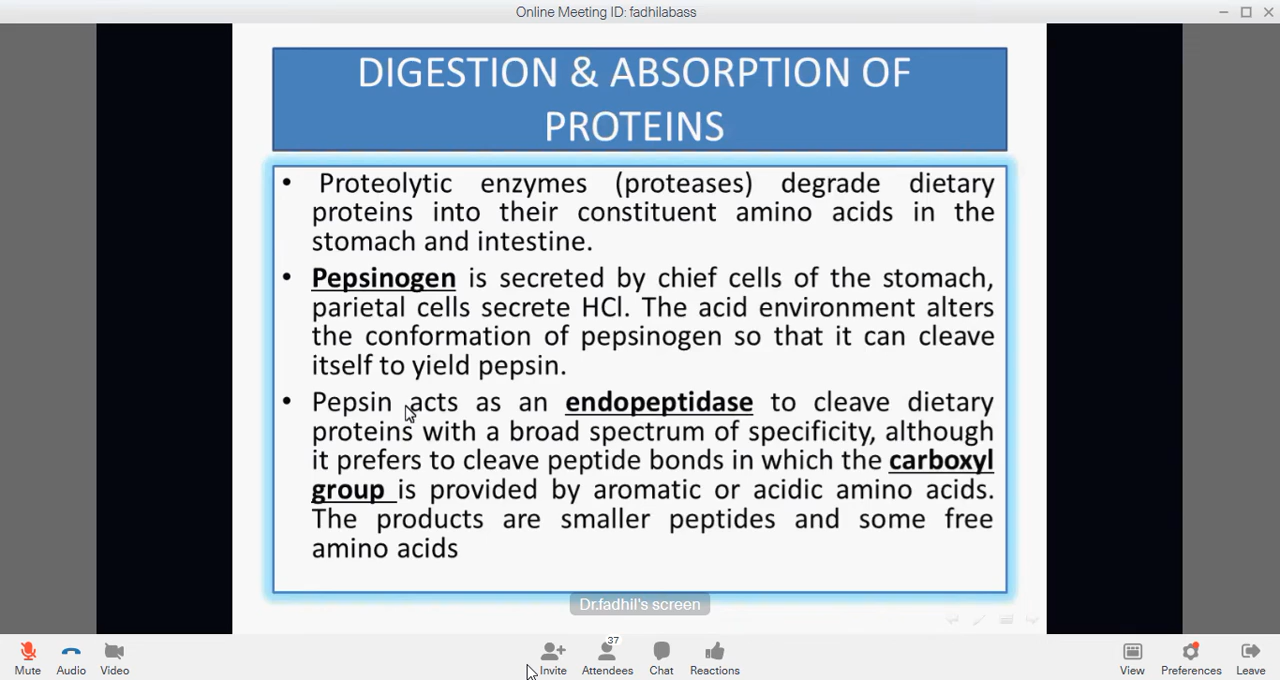 Online Meeting ID: fadhilabass
DIGESTION & ABSORPTION OF
PROTEINS
• Proteolytic enzymes (proteases) degrade dietary
proteins into their constituent amino acids in the
stomach and intestine.
• Pepsinogen is secreted by chief cells of the stomach,
parietal cells secrete HCl. The acid environment alters
the conformation of pepsinogen so that it can cleave
itself to yield pepsin.
• Pepsin acts as an endopeptidase to cleave dietary
proteins with a broad spectrum of specificity, although
it prefers to cleave peptide bonds in which the carboxyl
group is provided by aromatic or acidic amino acids.
The products are smaller peptides and some free
amino acids
Dr.fadhil's screen
37
Mute Audio Video Invite Attendees Chat Reactions View Preferences Leave